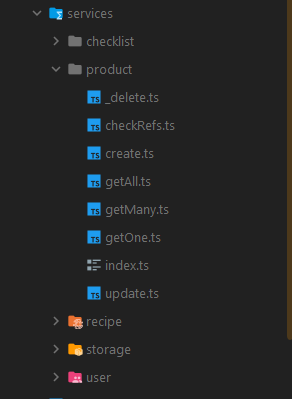 services
checklist
product
_delete.ts
checkRefs.ts
create.ts
getAll.ts
getMany.ts
getOne.ts
index.ts
update.ts
recipe
storage
user